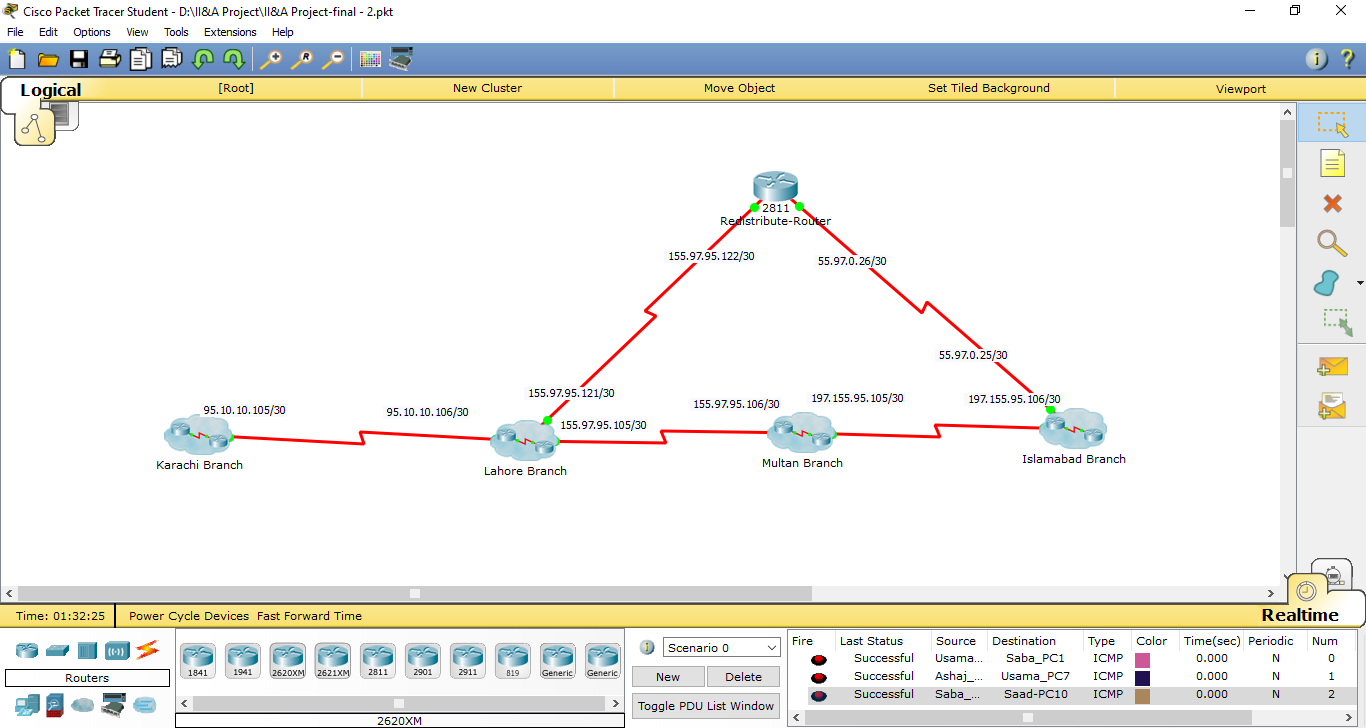 Cisco Packet Tracer Student - D:\II&A Project\II&A Project-final - 2.pkt
File Edit Options View Tools Extensions Help
R
i ?
Logical [Root] New Cluster Move Object Set Tiled Background Viewport
2811
Redistribute-Router
155.97.95.122/30
55.97.0.26/30
55.97.0.25/30
155.97.95.121/30
197.155.95.105/30
197.155.95.106/30
155.97.95.106/30
95.10.10.105/30
95.10.10.106/30
155.97.95.105/30
Karachi Branch
Lahore Branch
Multan Branch
Islamabad Branch
Time: 01:32:25 Power Cycle Devices Fast Forward Time
Realtime
Routers
1841 1941 2620XM 2621XM 2811 2901 2911 819 Generic Generic
2620XM
i Scenario 0
New Delete
Toggle PDU List Window
Fire Last Status Source Destination Type Color Time(sec) Periodic Num
Successful Usama... Saba_PC1 ICMP 0.000 N 0
Successful Ashaj... Usama_PC7 ICMP 0.000 N 1
Successful Saba_... Saad-PC10 ICMP 0.000 N 2